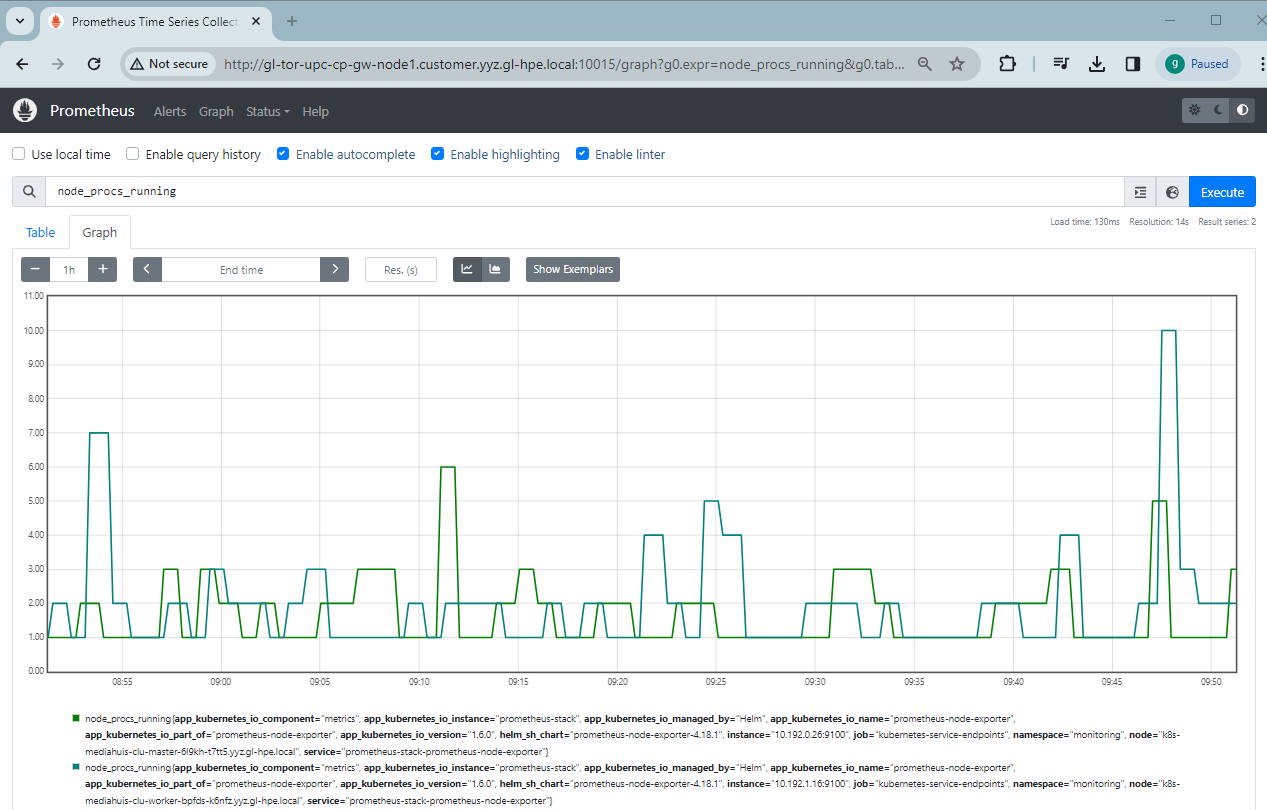 Prometheus Time Series Collect
Not secure
http://gl-tor-upc-cp-gw-node1.customer.yyz.gl-hpe.local:10015/graph?g0.expr=node_procs_running&g0.tab...
g Paused
Prometheus Alerts Graph Status Help
Use local time Enable query history Enable autocomplete Enable highlighting Enable linter
node_procs_running
Execute
Load time: 130ms Resolution: 14s Result series: 2
Table Graph
− 1h + End time Res. (s) Show Exemplars
11.00
10.00
9.00
8.00
7.00
6.00
5.00
4.00
3.00
2.00
1.00
0.00
08:55 09:00 09:05 09:10 09:15 09:20 09:25 09:30 09:35 09:40 09:45 09:50
node_procs_running{app_kubernetes_io_component="metrics", app_kubernetes_io_instance="prometheus-stack", app_kubernetes_io_managed_by="Helm", app_kubernetes_io_name="prometheus-node-exporter",
app_kubernetes_io_part_of="prometheus-node-exporter", app_kubernetes_io_version="1.6.0", helm_sh_chart="prometheus-node-exporter-4.18.1", instance="10.192.0.26:9100", job="kubernetes-service-endpoints", namespace="monitoring", node="k8s-
mediahuis-clu-master-6l9kh-t7tt5.yyz.gl-hpe.local", service="prometheus-stack-prometheus-node-exporter"}
node_procs_running{app_kubernetes_io_component="metrics", app_kubernetes_io_instance="prometheus-stack", app_kubernetes_io_managed_by="Helm", app_kubernetes_io_name="prometheus-node-exporter",
app_kubernetes_io_part_of="prometheus-node-exporter", app_kubernetes_io_version="1.6.0", helm_sh_chart="prometheus-node-exporter-4.18.1", instance="10.192.1.16:9100", job="kubernetes-service-endpoints", namespace="monitoring", node="k8s-
mediahuis-clu-worker-bpfds-k6nfz.yyz.gl-hpe.local", service="prometheus-stack-prometheus-node-exporter"}